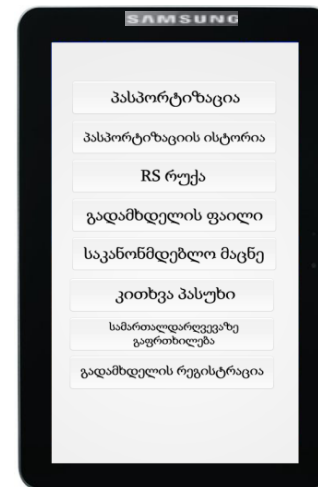 SAMSUNG
პასპორტიზაცია
პასპორტიზაციის ისტორია
RS რუქა
გადამხდელის ფაილი
საკანონმდებლო მაცნე
კითხვა პასუხი
სამართალდარღვევაზე
გაფრთხილება
გადამხდელის რეგისტრაცია